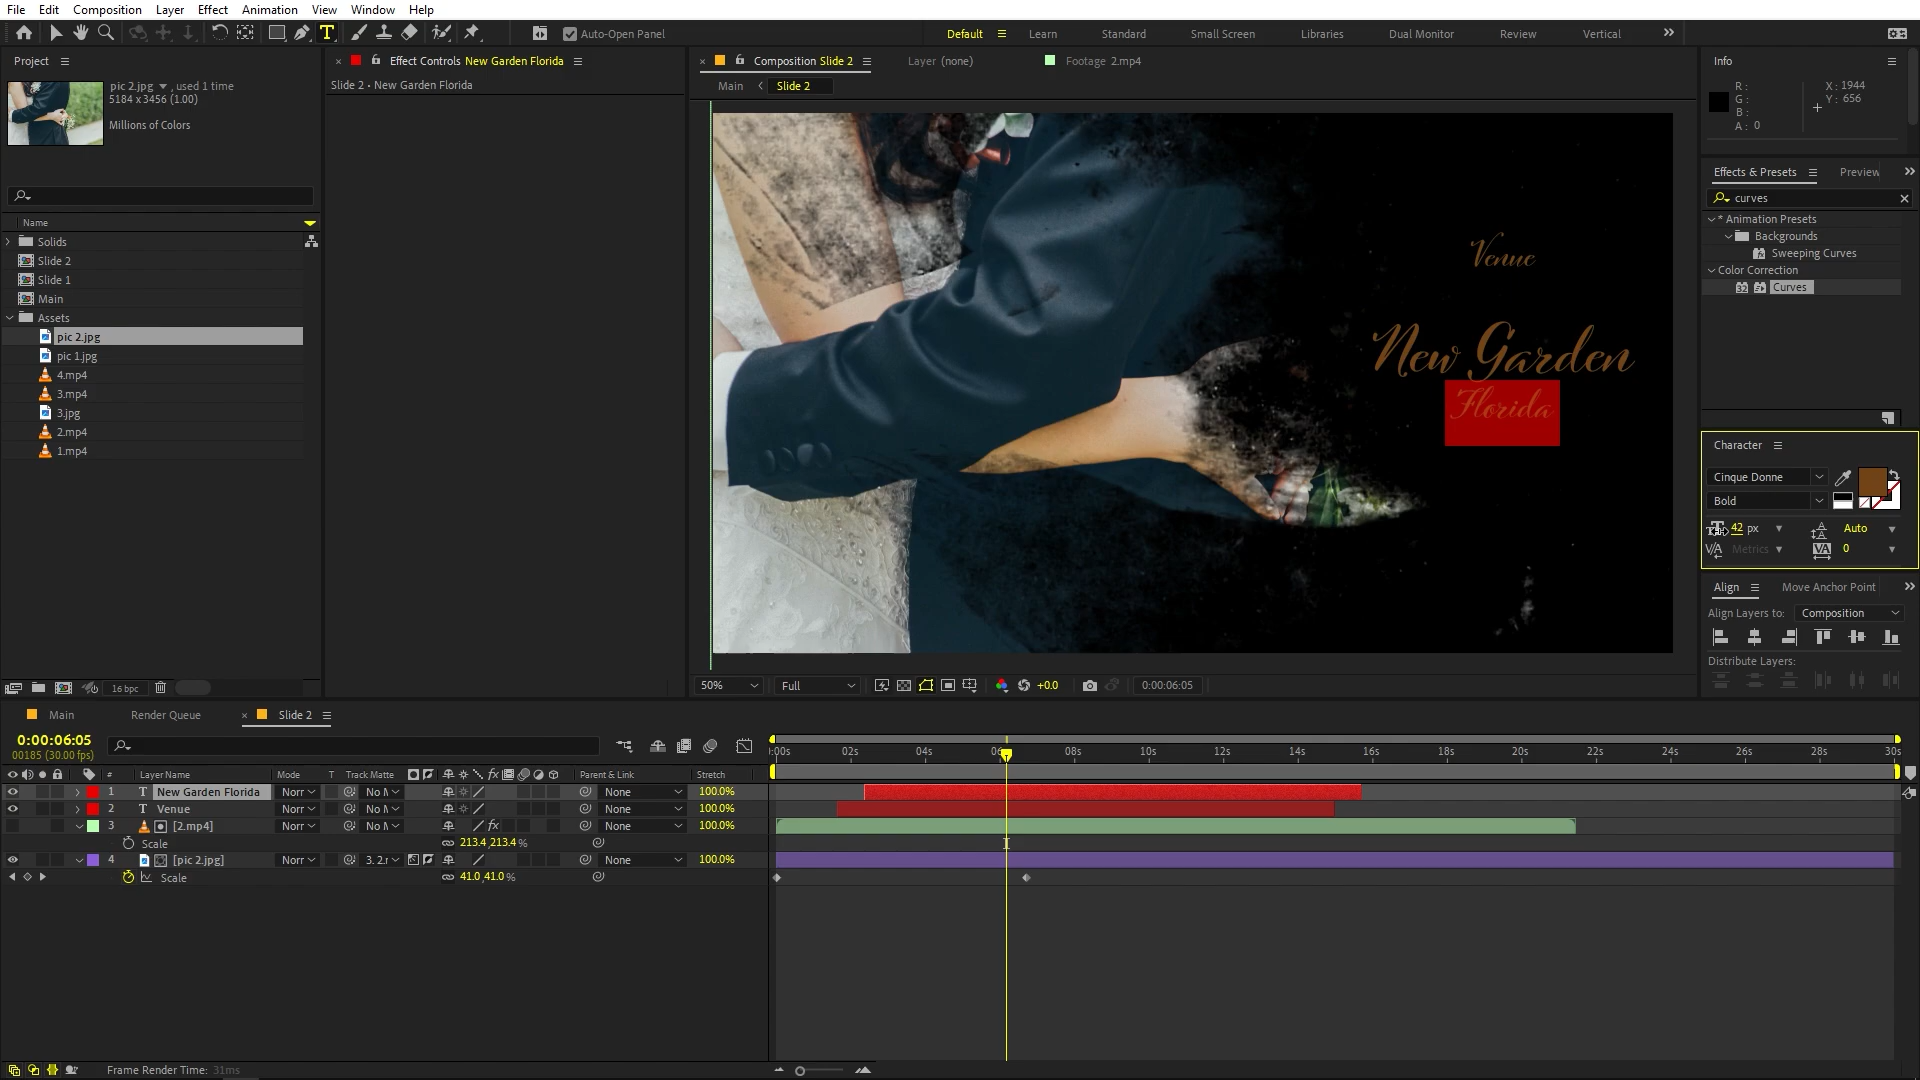 File Edit Composition Layer Effect Animation View Window Help
Auto-Open Panel
Default Learn Standard Small Screen Libraries Dual Monitor Review Vertical
Project
pic 2.jpg , used 1 time
5184 x 3456 (1.00)
Millions of Colors
Name
Solids
Slide 2
Slide 1
Main
Assets
pic 2.jpg
pic 1.jpg
4.mp4
3.mp4
3.jpg
2.mp4
1.mp4
16 bpc
Effect Controls New Garden Florida
Slide 2 • New Garden Florida
Composition Slide 2 Layer (none) Footage 2.mp4
Main Slide 2
Venue
New Garden
Florida
50% Full +0.0 0:00:06:05
Info
R :
G :
B :
A : 0
X : 1944
Y : 656
Effects & Presets Preview
curves
* Animation Presets
Backgrounds
Sweeping Curves
Color Correction
32 Curves
Character
Cinque Donne
Bold
42 px Auto
Metrics 0
Align Move Anchor Point
Align Layers to: Composition
Distribute Layers:
Main Render Queue Slide 2
0:00:06:05
00185 (30.00 fps)
# Layer Name Mode T Track Matte Parent & Link Stretch
1 T New Garden Florida Norr No M None 100.0%
2 T Venue Norr No M None 100.0%
3 [2.mp4] Norr No M None 100.0%
Scale 213.4,213.4 %
4 [pic 2.jpg] Norr 3. 2.r None 100.0%
Scale 41.0,41.0 %
:00s 02s 04s 06s 08s 10s 12s 14s 16s 18s 20s 22s 24s 26s 28s 30s
Frame Render Time: 31ms